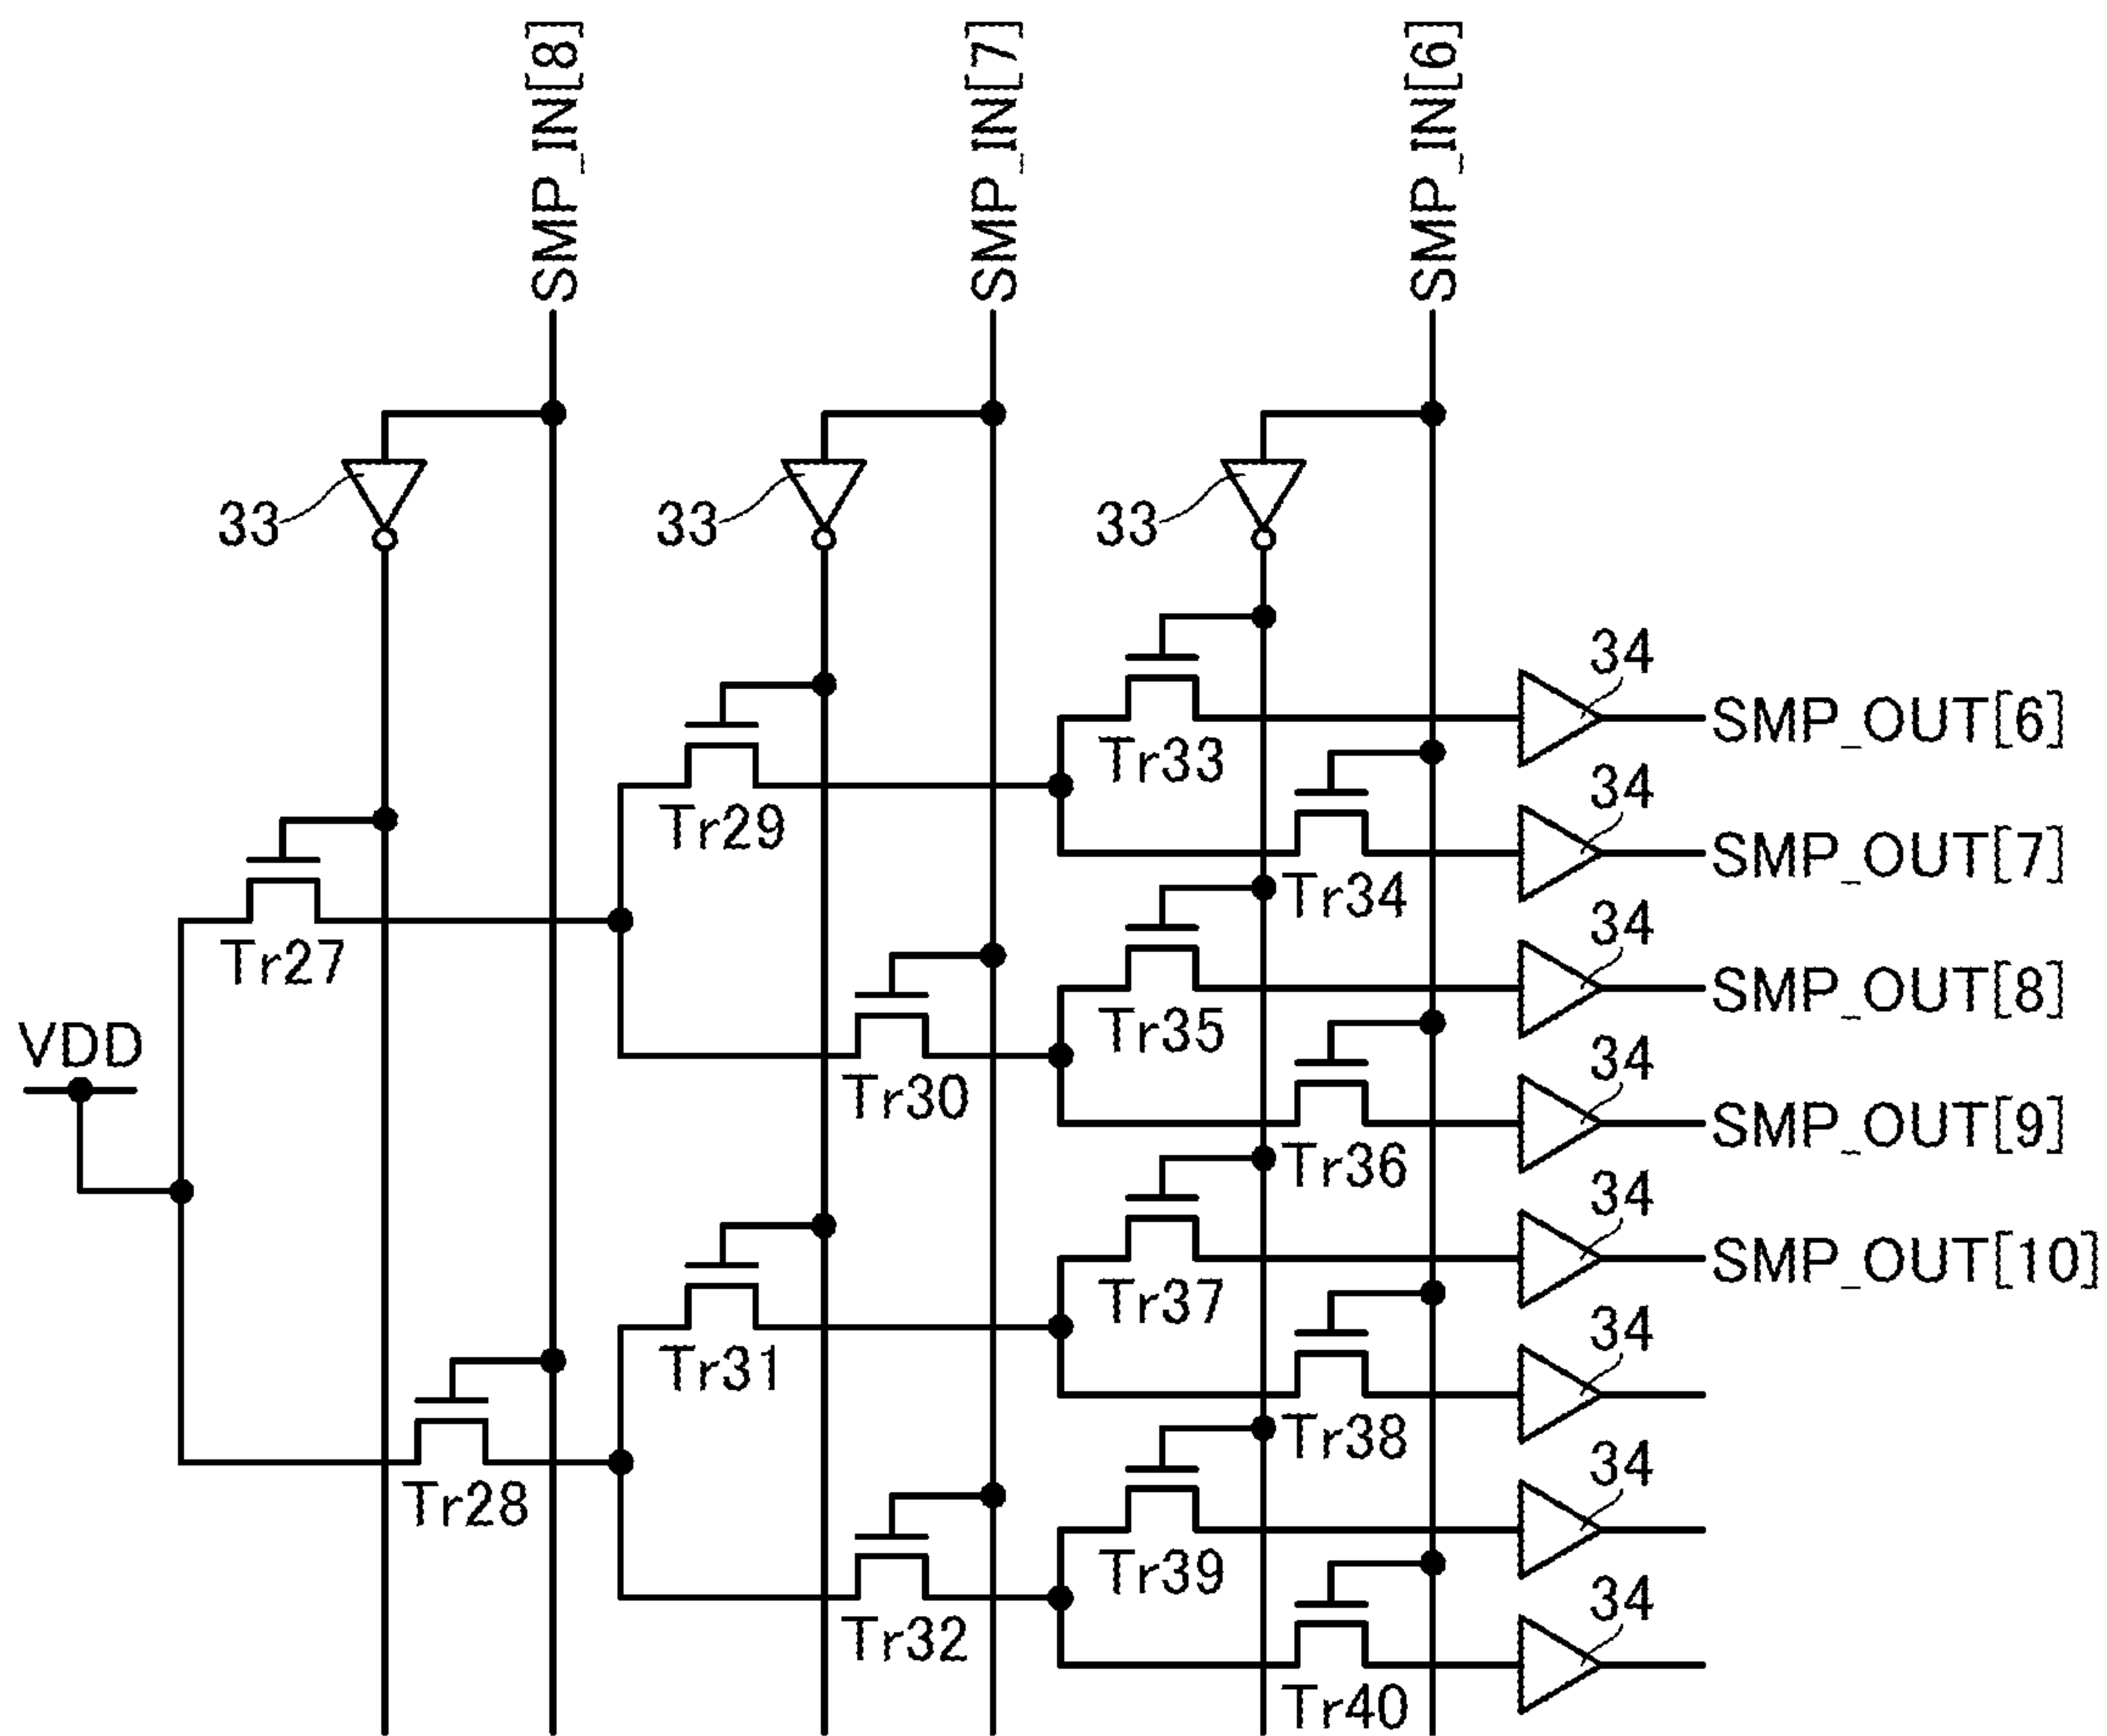 SMP_IN[8]
SMP_IN[7]
SMP_IN[6]
33
33
33
34
SMP_OUT[6]
Tr33
34
Tr29
SMP_OUT[7]
Tr34
34
Tr27
SMP_OUT[8]
Tr35
VDD
34
Tr30
SMP_OUT[9]
Tr36
34
SMP_OUT[10]
Tr37
34
Tr31
Tr38
34
Tr28
Tr39
34
Tr32
Tr40